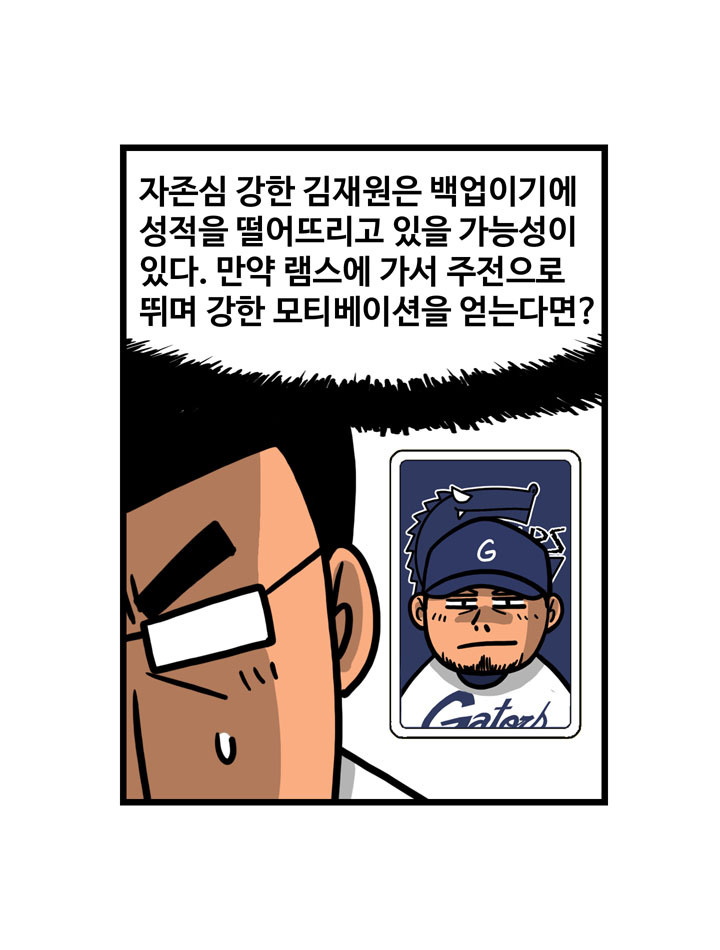 자존심 강한 김재원은 백업이기에
성적을 떨어뜨리고 있을 가능성이
있다. 만약 램스에 가서 주전으로
뛰며 강한 모티베이션을 얻는다면?
G
Gators